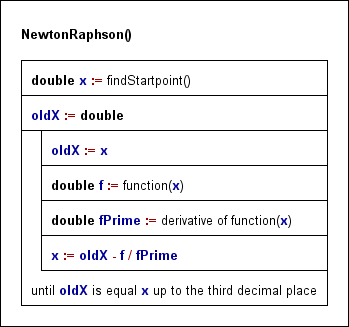 NewtonRaphson()
double x := findStartpoint()
oldX := double
oldX := x
double f := function(x)
double fPrime := derivative of function(x)
x := oldX - f / fPrime
until oldX is equal x up to the third decimal place